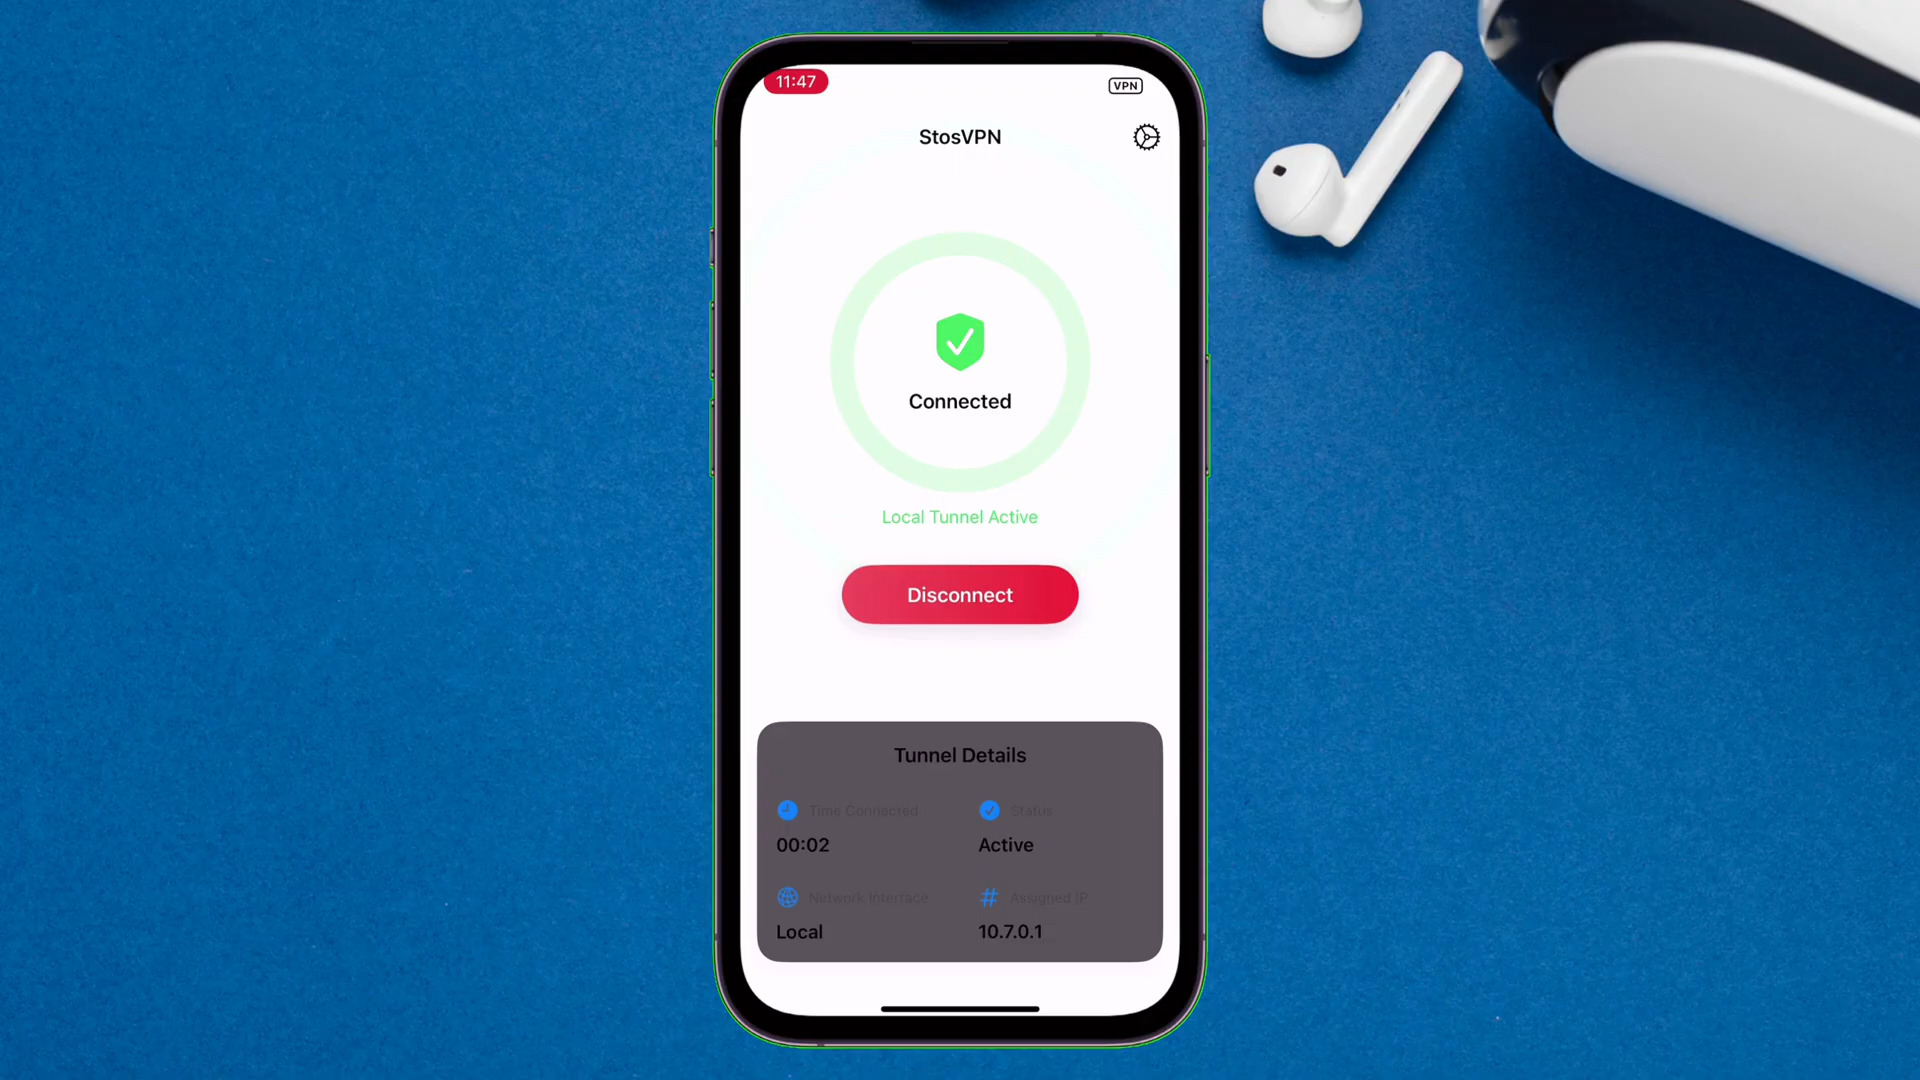 11:47
VPN
StosVPN
Connected
Local Tunnel Active
Disconnect
Tunnel Details
Time Connected
Status
00:02
Active
Network Interface
Assigned IP
Local
10.7.0.1